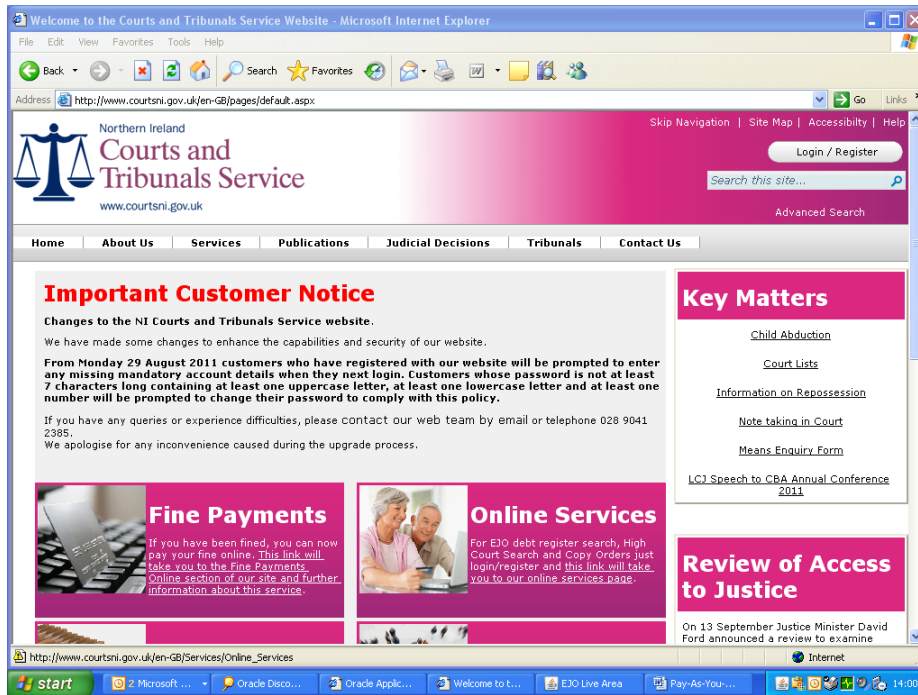 Welcome to the Courts and Tribunals Service Website - Microsoft Internet Explorer
File Edit View Favorites Tools Help
Back Search Favorites
Address http://www.courtsni.gov.uk/en-GB/pages/default.aspx Go Links
Skip Navigation | Site Map | Accessibilty | Help
Northern Ireland
Courts and
Tribunals Service
www.courtsni.gov.uk
Login / Register
Search this site...
Advanced Search
Home About Us Services Publications Judicial Decisions Tribunals Contact Us
Important Customer Notice
Changes to the NI Courts and Tribunals Service website.
We have made some changes to enhance the capabilities and security of our website.
From Monday 29 August 2011 customers who have registered with our website will be prompted to enter
any missing mandatory account details when they next login. Customers whose password is not at least
7 characters long containing at least one uppercase letter, at least one lowercase letter and at least one
number will be prompted to change their password to comply with this policy.
If you have any queries or experience difficulties, please contact our web team by email or telephone 028 9041
2385.
We apologise for any inconvenience caused during the upgrade process.
Fine Payments
If you have been fined, you can now
pay your fine online. This link will
take you to the Fine Payments
Online section of our site and further
information about this service.
Online Services
For EJO debt register search, High
Court Search and Copy Orders just
login/register and this link will take
you to our online services page.
Key Matters
Child Abduction
Court Lists
Information on Repossession
Note taking in Court
Means Enquiry Form
LCJ Speech to CBA Annual Conference
2011
Review of Access
to Justice
On 13 September Justice Minister David
Ford announced a review to examine
http://www.courtsni.gov.uk/en-GB/Services/Online_Services Internet
start 2 Microsoft ... Oracle Disco... Oracle Applic... Welcome to t... EJO Live Area Pay-As-You-... 14:00